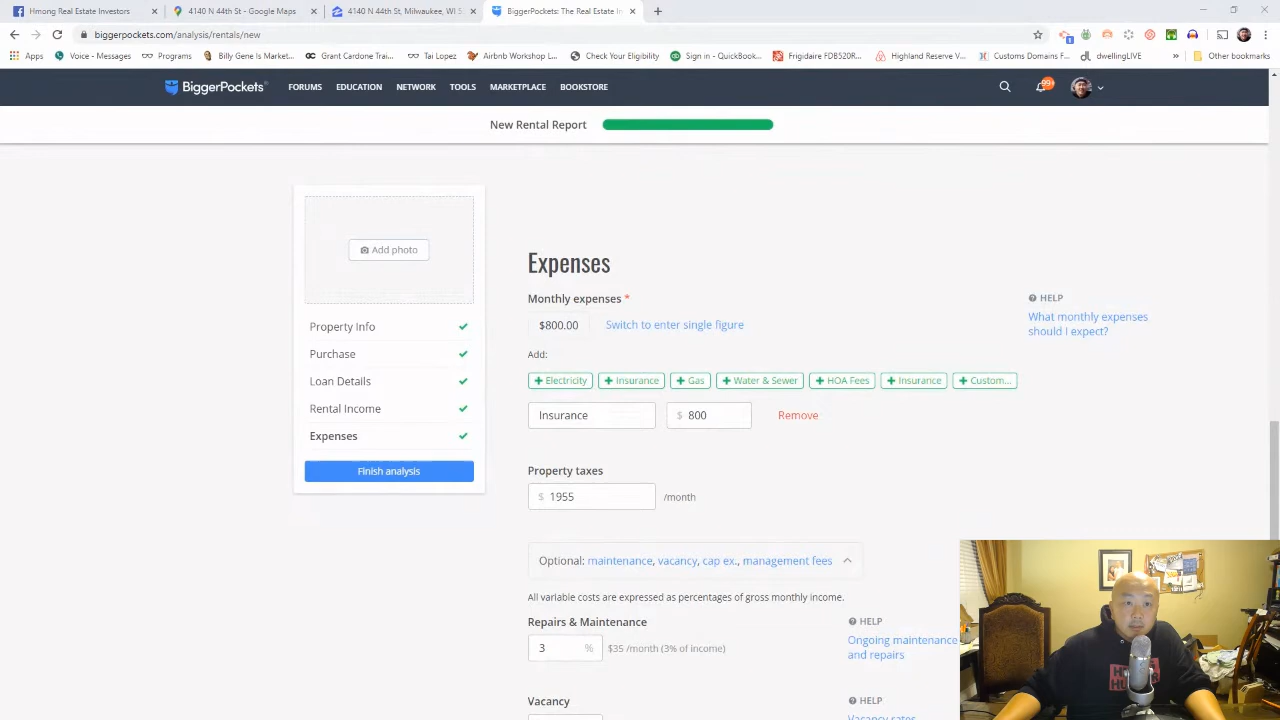 Hmong Real Estate Investors
4140 N 44th St - Google Maps
4140 N 44th St, Milwaukee, WI 5
BiggerPockets: The Real Estate In
biggerpockets.com/analysis/rentals/new
1
Apps
Voice - Messages
Programs
Billy Gene Is Market...
Grant Cardone Trai...
Tai Lopez
Airbnb Workshop L...
Check Your Eligibility
Sign in - QuickBook...
Frigidaire FDB520R...
Highland Reserve V...
Customs Domains F...
dwellingLIVE
»
Other bookmarks
BiggerPockets
FORUMS
EDUCATION
NETWORK
TOOLS
MARKETPLACE
BOOKSTORE
99+
New Rental Report
Add photo
Property Info
Purchase
Loan Details
Rental Income
Expenses
Finish analysis
Expenses
Monthly expenses *
$800.00
Switch to enter single figure
HELP
What monthly expenses
should I expect?
Add:
+ Electricity
+ Insurance
+ Gas
+ Water & Sewer
+ HOA Fees
+ Insurance
+ Custom...
Insurance
$ 800
Remove
Property taxes
$ 1955
/month
Optional: maintenance, vacancy, cap ex., management fees
All variable costs are expressed as percentages of gross monthly income.
Repairs & Maintenance
3 %
$35 /month (3% of income)
HELP
Ongoing maintenance
and repairs
Vacancy
HELP
Vacancy rates